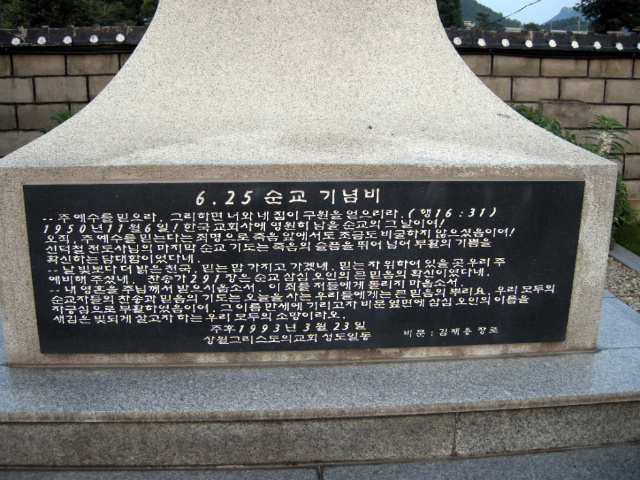 6.25 순교 기념비
-- 주 예수를 믿으라. 그리하면 너와 네 집이 구원을 얻으리라. (행16:31)
1950년11월6일! 한국 교회사에 영원히 남을 순교의 그 날이여!
오직, 주 예수를 믿는다는 죄명으로 죽음 앞에서도 조금도 비굴하지 않으셨음이여!
신덕철 전도사님의 마지막 순교 기도는 죽음의 슬픔을 뛰어 넘어 부활의 기쁨을
확신하는 담대함이었다네.
-- 날 빛보다 더 밝은 천국. 믿는 맘 가지고 가겠네. 믿는 자 위하여 있을 곳 우리 주
예비해 주셨네. 찬송가291장은 순교 삼십 오인의 큰 믿음의 확신이었다네.
-- 내 영혼을 주님께서 받으시옵소서. 이 죄를 저들에게 돌리지 마옵소서.
순교자들의 찬송과 믿음의 기도는 오늘을 사는 우리들에게는 큰 믿음의 뿌리요. 우리 모두의
자긍심으로 부활하였음이여. 그 이름 만세에 기리고자 비문 잃편에 삼십 오인의 이름을
새김은 빛되게 살고자 하는 우리 모두의 소망이라오.
주후1993년 3월 23일
비문 : 김재용 장로
상월그리스도의교회 성도일동